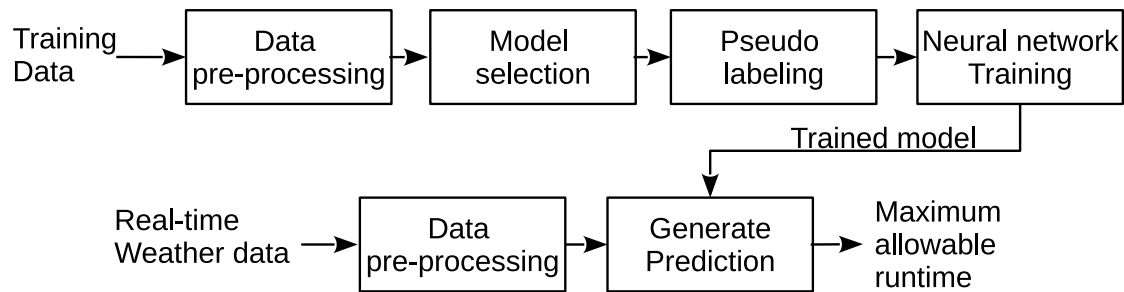 Training
Data
Data
pre-processing
Model
selection
Pseudo
labeling
Neural network
Training
Trained model
Real-time
Weather data
Data
pre-processing
Generate
Prediction
Maximum
allowable
runtime